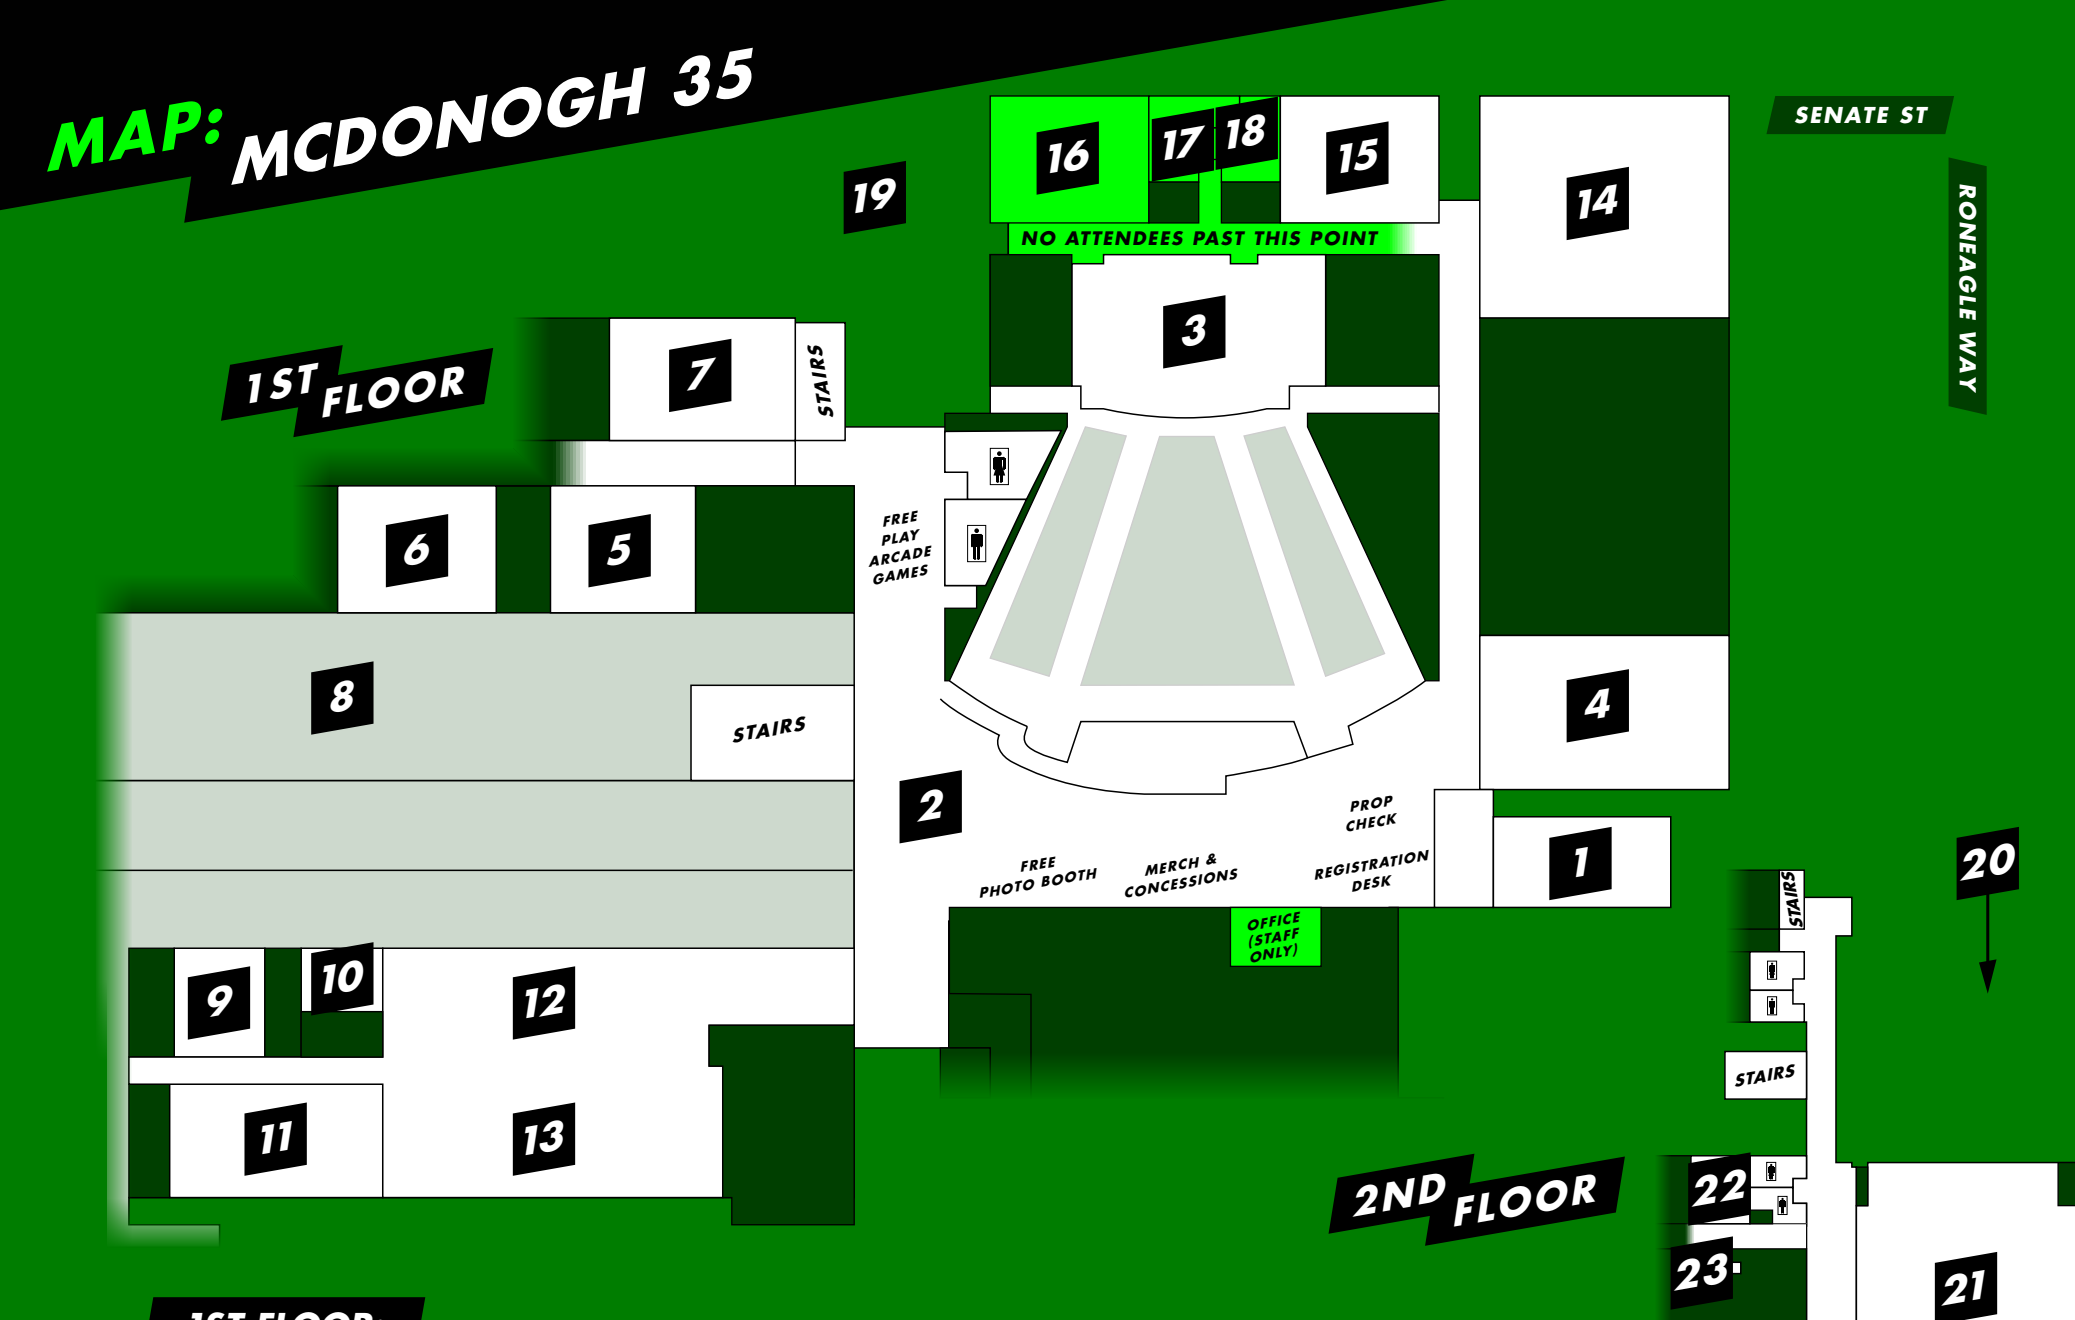 MAP:
MCDONOGH 35
SENATE ST
RONEAGLE WAY
16
17
18
15
14
19
NO ATTENDEES PAST THIS POINT
3
1ST
FLOOR
7
STAIRS
6
5
FREE
PLAY
ARCADE
GAMES
8
STAIRS
4
2
PROP
CHECK
FREE
PHOTO BOOTH
MERCH &
CONCESSIONS
REGISTRATION
DESK
1
OFFICE
(STAFF
ONLY)
20
STAIRS
9
10
12
STAIRS
11
13
2ND
FLOOR
22
23
21
1ST FLOOR: